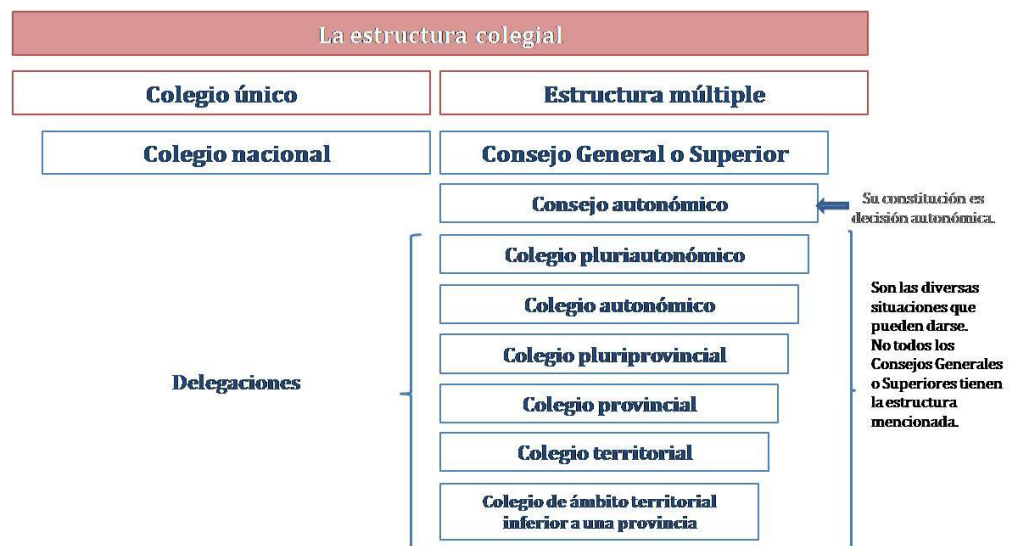 La estructura colegial
Colegio único
Estructura múltiple
Colegio nacional
Consejo General o Superior
Consejo autonómico
Su constitución es
decisión autonómica.
Colegio pluriautonómico
Colegio autonómico
Colegio pluriprovincial
Colegio provincial
Colegio territorial
Colegio de ámbito territorial
inferior a una provincia
Delegaciones
Son las diversas
situaciones que
pueden darse.
No todos los
Consejos Generales
o Superiores tienen
la estructura
mencionada.